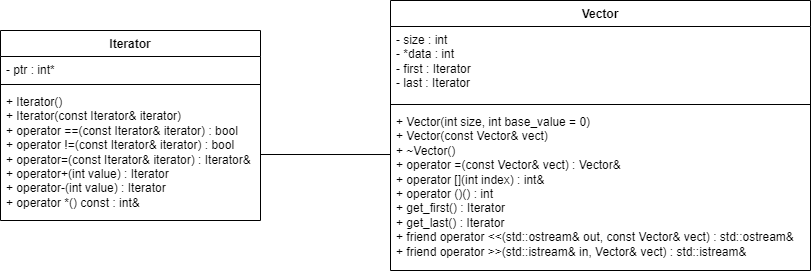 Iterator
- ptr : int*
+ Iterator()
+ Iterator(const Iterator& iterator)
+ operator ==(const Iterator& iterator) : bool
+ operator !=(const Iterator& iterator) : bool
+ operator=(const Iterator& iterator) : Iterator&
+ operator+(int value) : Iterator
+ operator-(int value) : Iterator
+ operator *() const : int&
Vector
- size : int
- *data : int
- first : Iterator
- last : Iterator
+ Vector(int size, int base_value = 0)
+ Vector(const Vector& vect)
+ ~Vector()
+ operator =(const Vector& vect) : Vector&
+ operator [](int index) : int&
+ operator ()() : int
+ get_first() : Iterator
+ get_last() : Iterator
+ friend operator <<(std::ostream& out, const Vector& vect) : std::ostream&
+ friend operator >>(std::istream& in, Vector& vect) : std::istream&